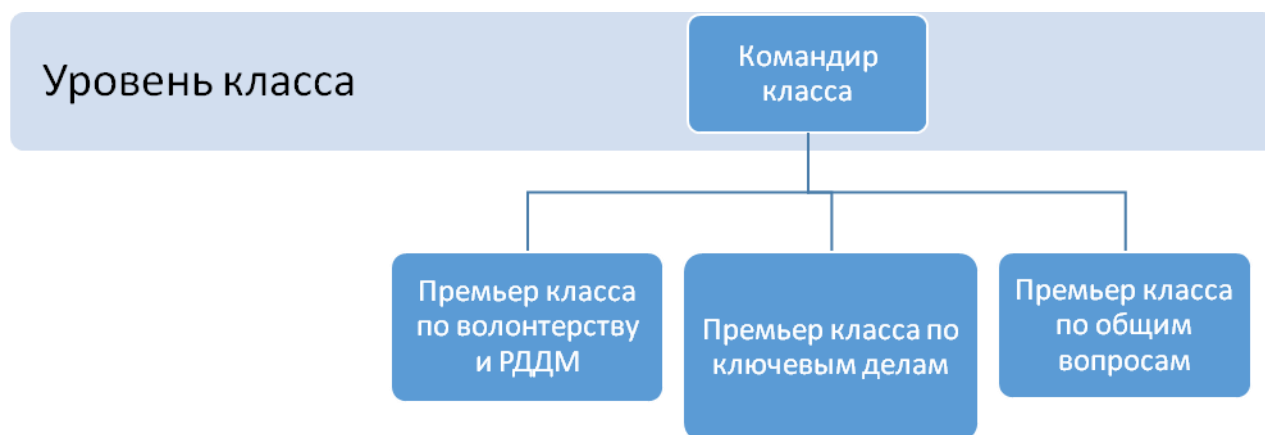 Уровень класса
Командир
класса
Премьер класса
по волонтерству
и РДДМ
Премьер класса по
ключевым делам
Премьер класса
по общим
вопросам